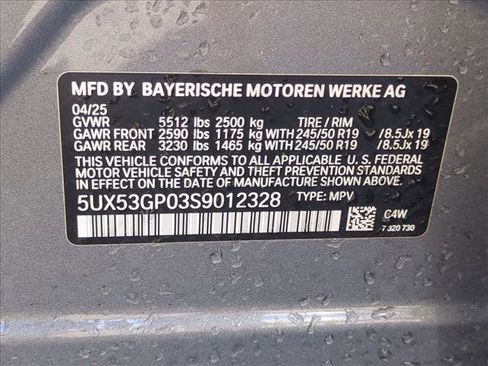 MFD BY BAYERISCHE MOTOREN WERKE AG
04/25
GVWR 5512 lbs 2500 kg TIRE / RIM
GAWR FRONT 2590 lbs 1175 kg WITH 245/50 R19 /8.5Jx 19
GAWR REAR 3230 lbs 1465 kg WITH 245/50 R19 /8.5Jx 19
THIS VEHICLE CONFORMS TO ALL APPLICABLE U. S. FEDERAL
MOTOR VEHICLE SAFETY AND THEFT PREVENTION STANDARDS
IN EFFECT ON THE DATE OF MANUFACTURE SHOWN ABOVE.
5UX53GP03S9012328 TYPE: MPV
C4W
7 320 730